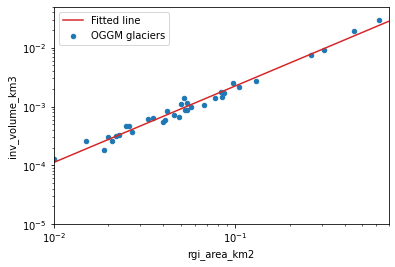 Fitted line
OGGM glaciers
inv_volume_km3
10⁻²
10⁻³
10⁻⁴
10⁻⁵
10⁻²
10⁻¹
rgi_area_km2